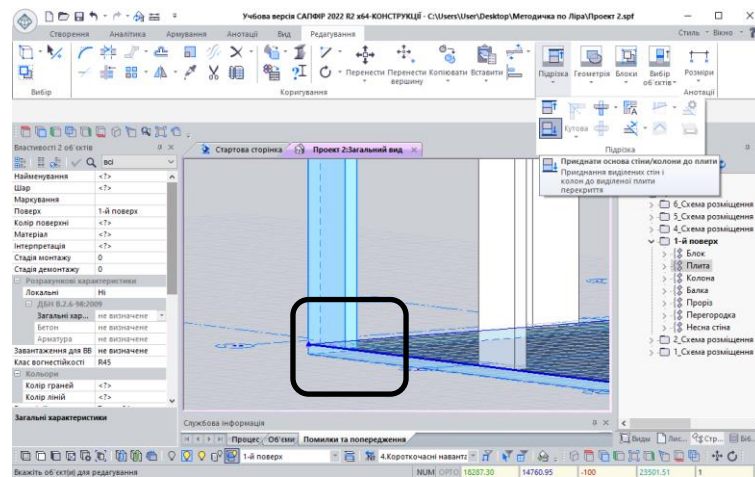 Учбова версія САПФІР 2022 R2 x64-КОНСТРУКЦІЇ - C:\Users\User\Desktop\Методичка по Ліра\Проект 2.spf
Створення Аналітика Армування Анотації Вид Редагування
Стиль Вікно
Перенести Перенести Копіювати Вставити
вершину
Підрізка Геометрія Блоки Вибір Розміри
об'єктів
Вибір Коригування Анотації
Кутова
Підрізка
Приєднати основа стіни/колони до плити
Приєднання виділених стін і
колон до виділеної плити
перекриття
Властивості 2 об'єктів
всі
Стартова сторінка Проект 2:Загальний вид
Найменування <?>
Шар <?>
Маркування
Поверх 1-й поверх
Колір поверхні <?>
Матеріал <?>
Інтерпретація <?>
Стадія монтажу 0
Стадія демонтажу 0
Розрахункові характеристики
Локальні Ні
ДБН В.2.6-98:2009
Загальні хар... не визначене
Бетон не визначене
Арматура не визначене
Завантаження для ВВ не визначене
Клас вогнестійкості R45
Кольори
Колір граней <?>
Колір ліній <?>
Загальні характеристики
6_Схема розміщення
5_Схема розміщення
4_Схема розміщення
1-й поверх
Блок
Плита
Колона
Балка
Проріз
Перегородка
Несна стіна
2_Схема розміщення
1_Схема розміщення
Службова інформація
Процес Об'єми Помилки та попередження
Види Лис... Стр... Біб...
1-й поверх 4.Короткочасні наванта
Вкажіть об'єкт(и) для редагування
NUM ОРТО 18287.30 14760.95 -100 23501.51 1